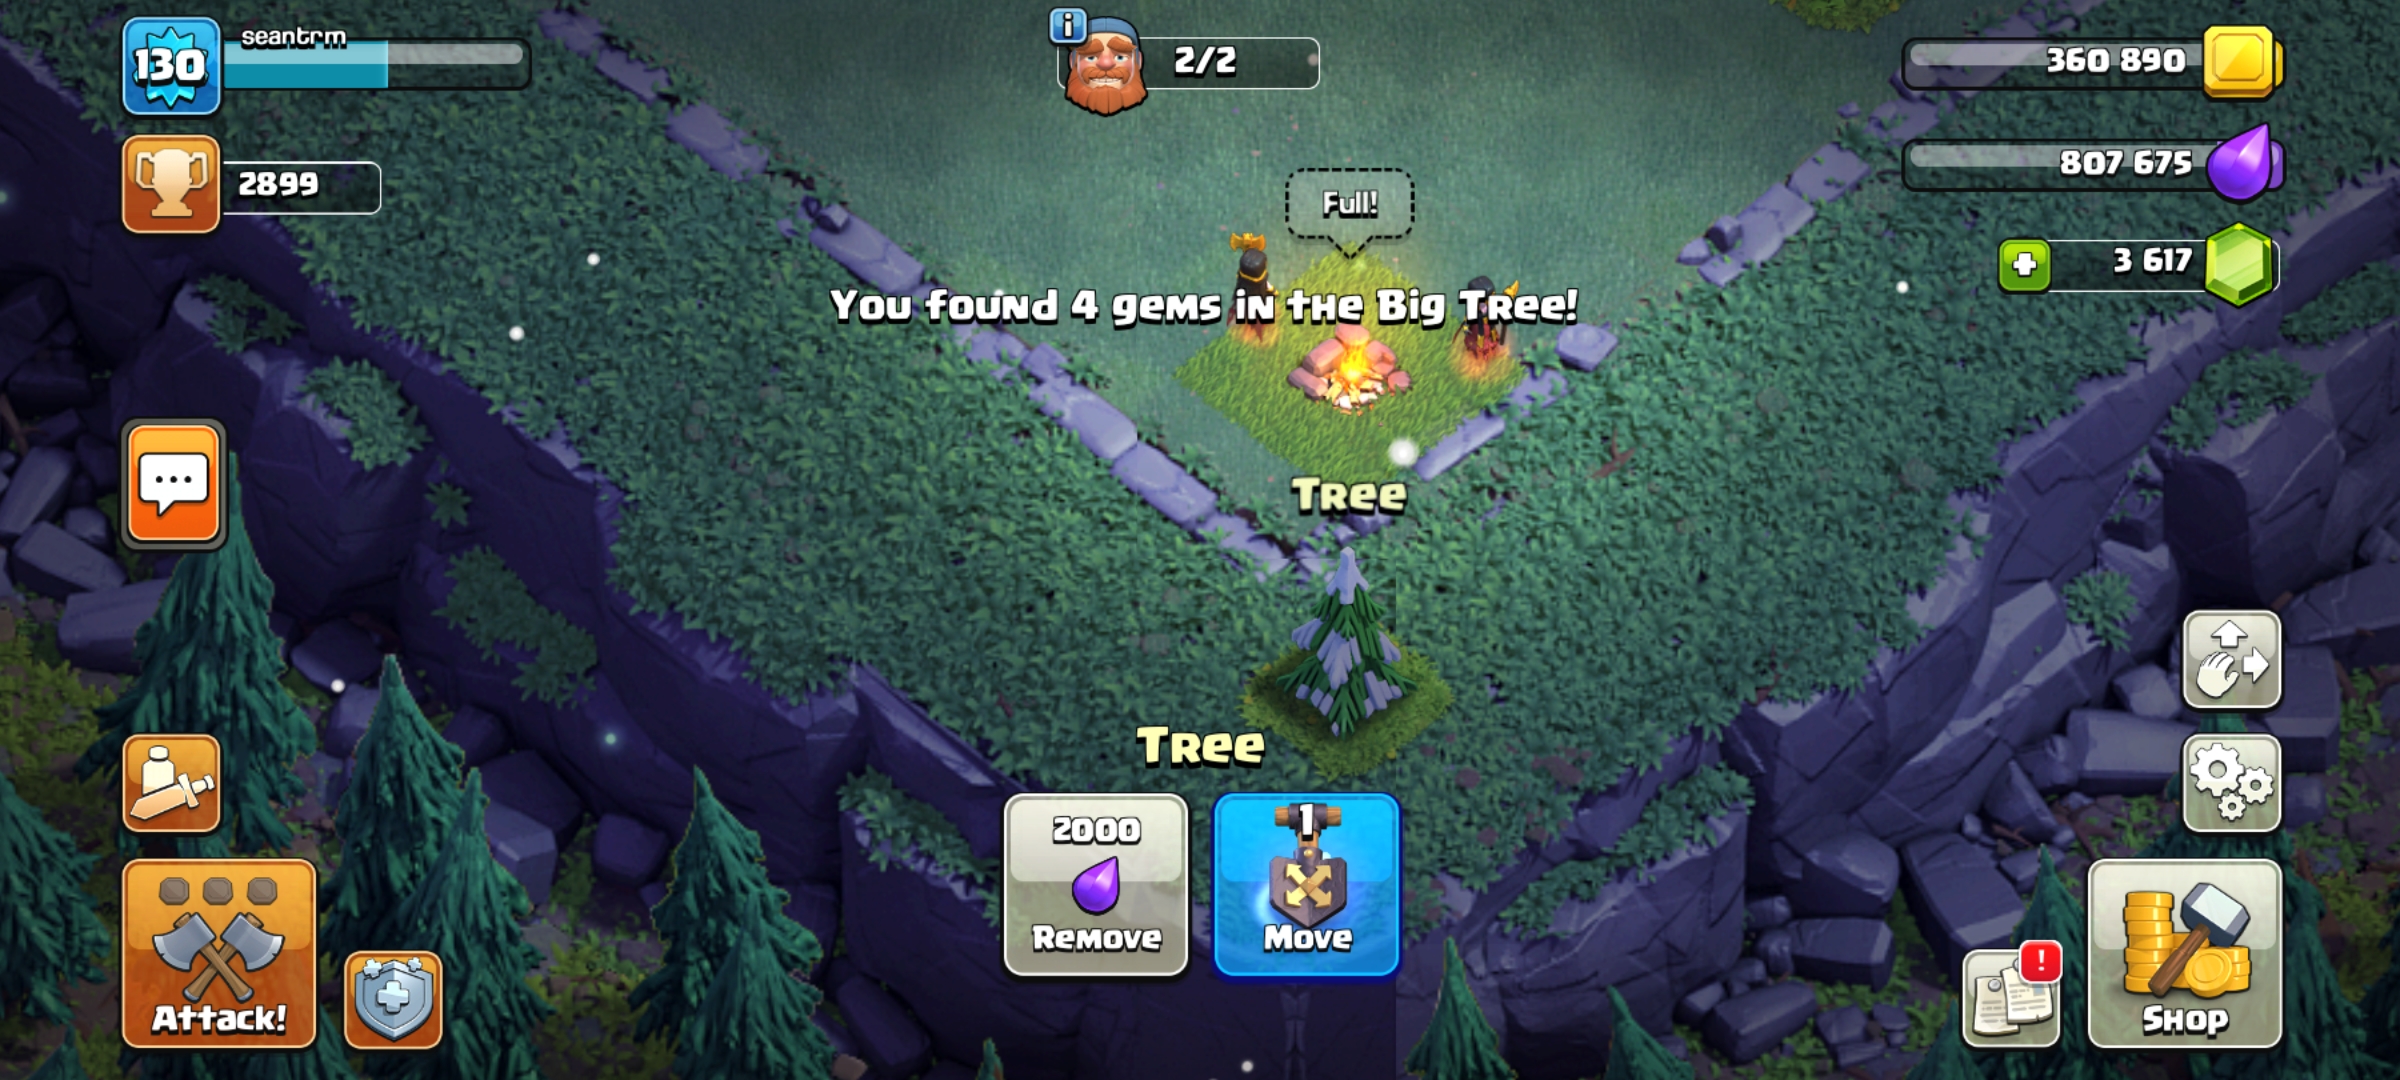 130
seantrm
2899
2/2
360 890
807 675
3 617
Full!
You found 4 gems in the Big Tree!
Tree
Tree
2000
Remove
1
Move
Attack!
!
Shop